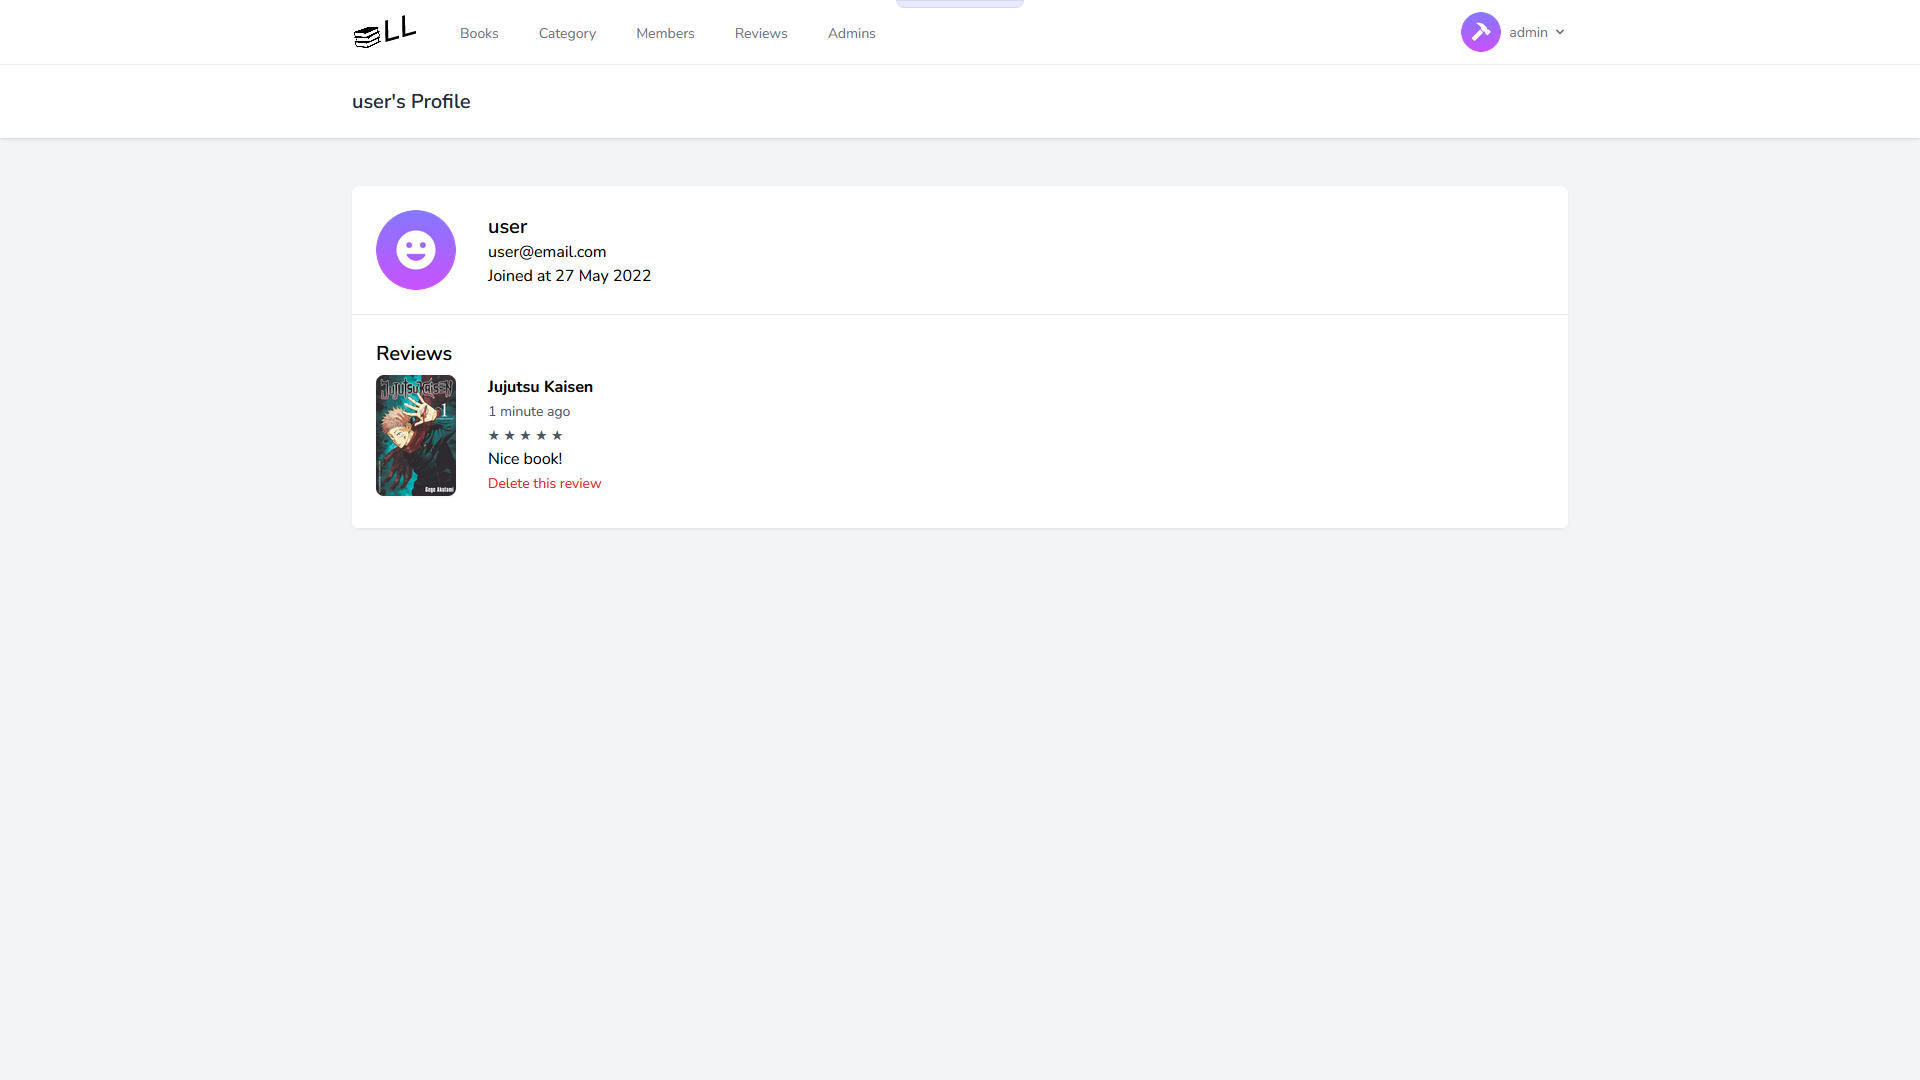 LL
Books
Category
Members
Reviews
Admins
admin
user's Profile
user
user@email.com
Joined at 27 May 2022
Reviews
JUJUTSU KAISEN
1
Gege Akutami
Jujutsu Kaisen
1 minute ago
★ ★ ★ ★ ★
Nice book!
Delete this review